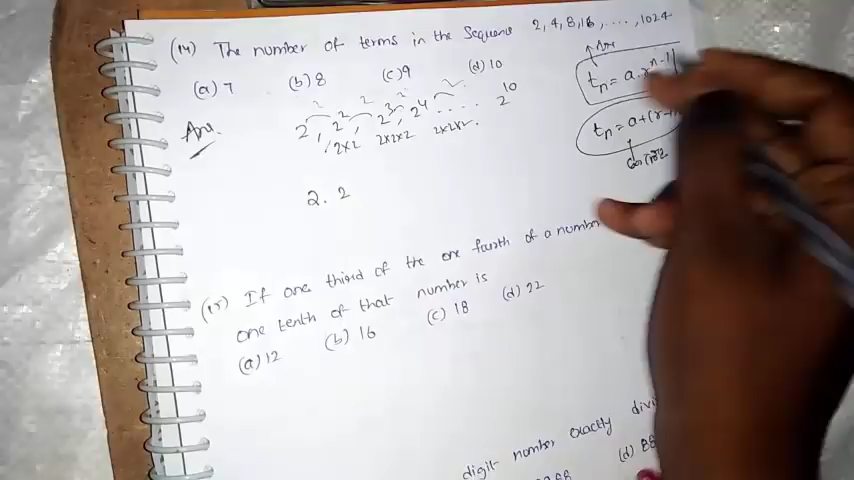 (14) The number of terms in the Sequence 2, 4, 8, 16, ...., 1024
(a) 7 (b) 8 (c) 9 (d) 10
Ans.
2, 2², 2³, 2⁴ .... 2¹⁰
2×2 2×2×2 2×2×2.
tₙ = a.rⁿ⁻¹
tₙ = a+(
2. 2
(15) If one third of the one fourth of a number
one tenth of that number is
(a) 12 (b) 16 (c) 18 (d) 22
digit number exactly divi
(d) 88